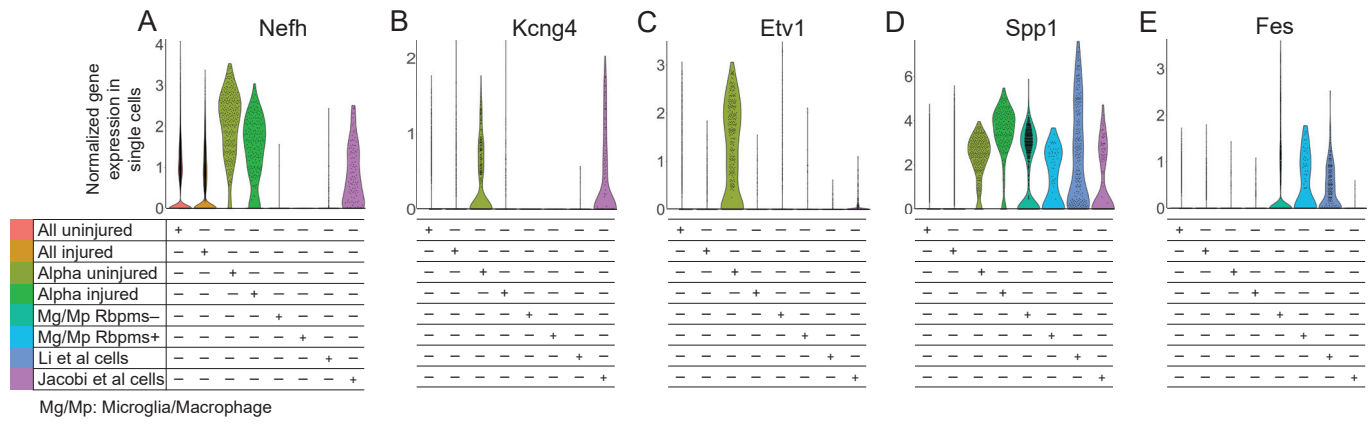 A Nefh
B Kcng4
C Etv1
D Spp1
E Fes
Normalized gene
expression in
single cells
4
3
2
1
0
2
1
0
3
2
1
0
6
4
2
0
3
2
1
0
All uninjured + – – – – – – –
All injured – + – – – – – –
Alpha uninjured – – + – – – – –
Alpha injured – – – + – – – –
Mg/Mp Rbpms– – – – – + – – –
Mg/Mp Rbpms+ – – – – – + – –
Li et al cells – – – – – – + –
Jacobi et al cells – – – – – – – +
+ – – – – – – –
– + – – – – – –
– – + – – – – –
– – – + – – – –
– – – – + – – –
– – – – – + – –
– – – – – – + –
– – – – – – – +
+ – – – – – – –
– + – – – – – –
– – + – – – – –
– – – + – – – –
– – – – + – – –
– – – – – + – –
– – – – – – + –
– – – – – – – +
+ – – – – – – –
– + – – – – – –
– – + – – – – –
– – – + – – – –
– – – – + – – –
– – – – – + – –
– – – – – – + –
– – – – – – – +
+ – – – – – – –
– + – – – – – –
– – + – – – – –
– – – + – – – –
– – – – + – – –
– – – – – + – –
– – – – – – + –
– – – – – – – +
Mg/Mp: Microglia/Macrophage